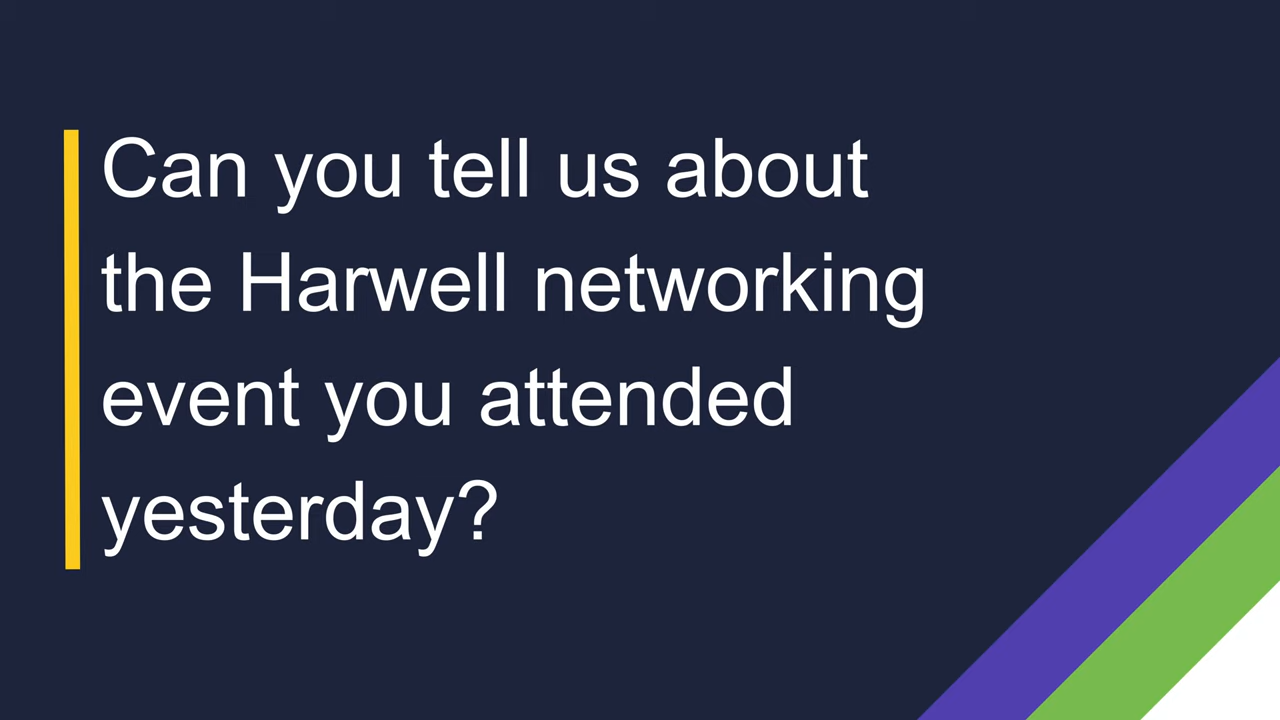 Can you tell us about
the Harwell networking
event you attended
yesterday?